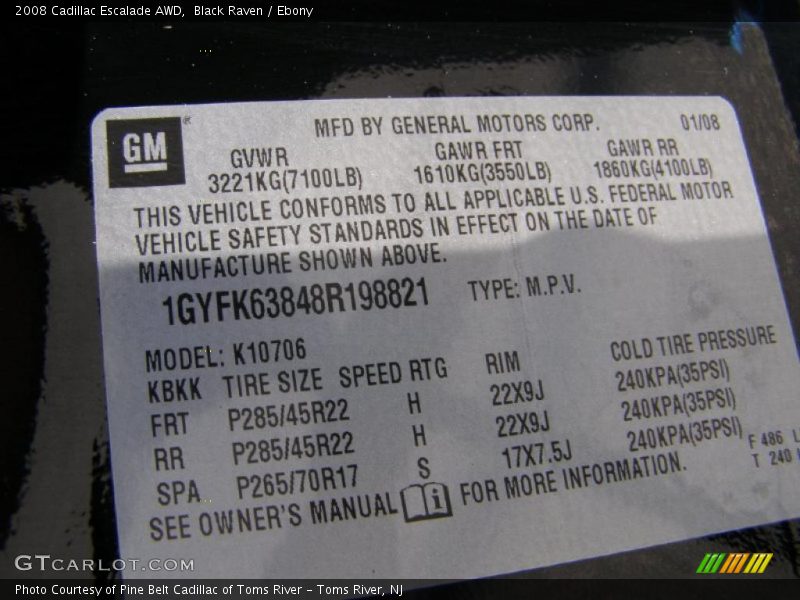 2008 Cadillac Escalade AWD, Black Raven / Ebony
GM
MFD BY GENERAL MOTORS CORP. 01/08
GVWR GAWR FRT GAWR RR
3221KG(7100LB) 1610KG(3550LB) 1860KG(4100LB)
THIS VEHICLE CONFORMS TO ALL APPLICABLE U.S. FEDERAL MOTOR
VEHICLE SAFETY STANDARDS IN EFFECT ON THE DATE OF
MANUFACTURE SHOWN ABOVE.
1GYFK63848R198821 TYPE: M.P.V.
MODEL: K10706
KBKK TIRE SIZE SPEED RTG RIM COLD TIRE PRESSURE
FRT P285/45R22 H 22X9J 240KPA(35PSI)
RR P285/45R22 H 22X9J 240KPA(35PSI)
SPA P265/70R17 S 17X7.5J 240KPA(35PSI)
SEE OWNER'S MANUAL i FOR MORE INFORMATION.
F 486 L
T 240
GTCARLOT.COM
Photo Courtesy of Pine Belt Cadillac of Toms River – Toms River, NJ